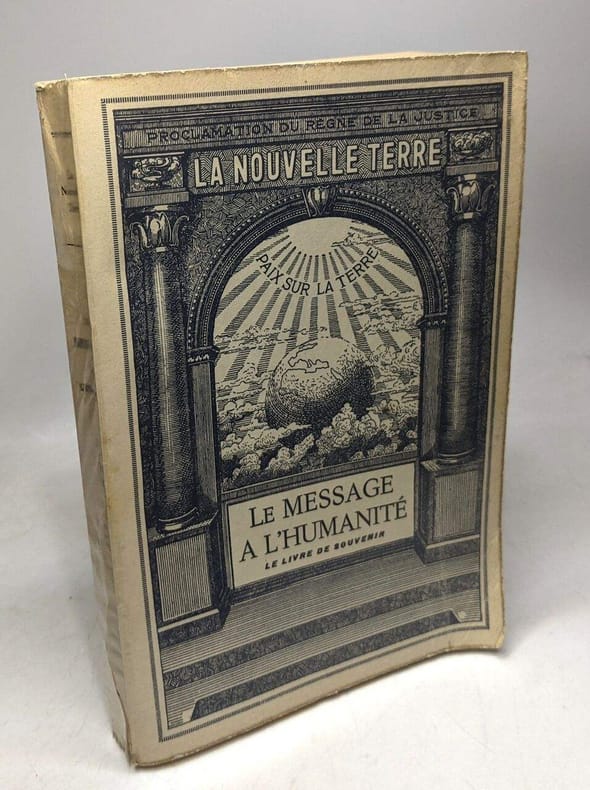 PROCLAMATION DU REGNE DE LA JUSTICE
LA NOUVELLE TERRE
PAIX SUR LA TERRE
LE MESSAGE
A L'HUMANITÉ
LE LIVRE DE SOUVENIR